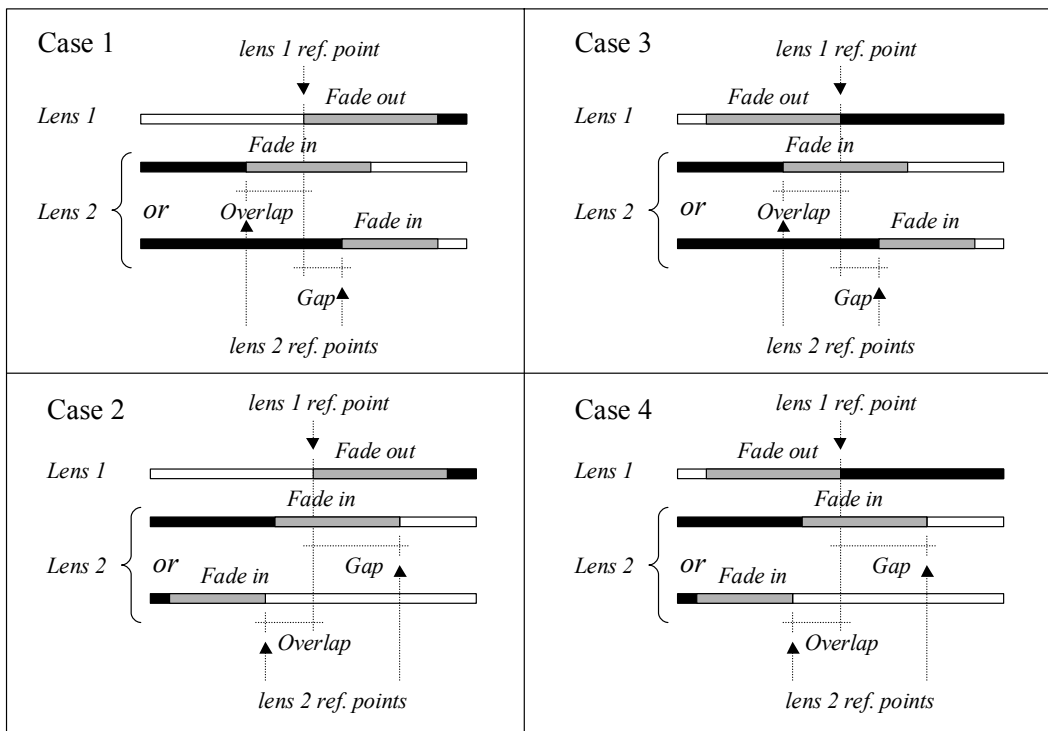 Case 1
lens 1 ref. point
Fade out
Lens 1
Fade in
Lens 2
or
Overlap
Fade in
Gap
lens 2 ref. points
Case 3
lens 1 ref. point
Fade out
Lens 1
Fade in
Lens 2
or
Overlap
Fade in
Gap
lens 2 ref. points
Case 2
lens 1 ref. point
Fade out
Lens 1
Fade in
Lens 2
or
Gap
Fade in
Overlap
lens 2 ref. points
Case 4
lens 1 ref. point
Fade out
Lens 1
Fade in
Lens 2
or
Gap
Fade in
Overlap
lens 2 ref. points